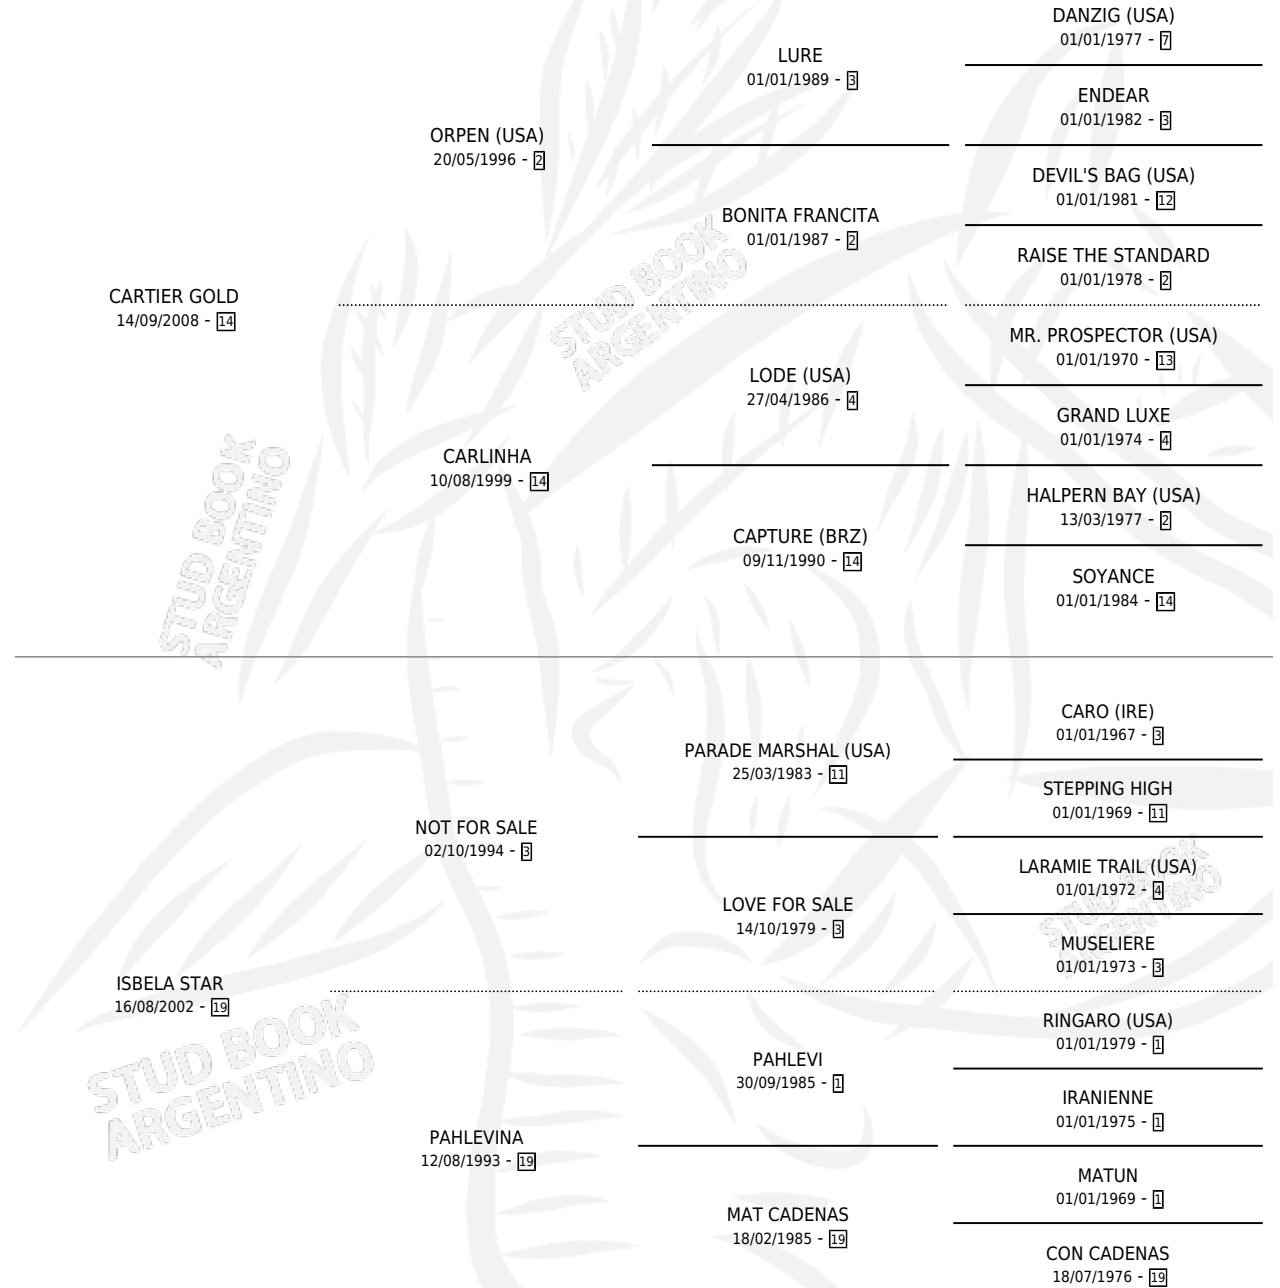 DANZIG (USA)
01/01/1977 - 7
LURE
01/01/1989 - 3
ENDEAR
01/01/1982 - 3
ORPEN (USA)
20/05/1996 - 2
DEVIL'S BAG (USA)
01/01/1981 - 12
BONITA FRANCITA
01/01/1987 - 2
RAISE THE STANDARD
01/01/1978 - 2
CARTIER GOLD
14/09/2008 - 14
STUD BOOK
ARGENTINO
MR. PROSPECTOR (USA)
01/01/1970 - 13
LODE (USA)
27/04/1986 - 4
GRAND LUXE
01/01/1974 - 4
CARLINHA
10/08/1999 - 14
HALPERN BAY (USA)
13/03/1977 - 2
CAPTURE (BRZ)
09/11/1990 - 14
SOYANCE
01/01/1984 - 14
STUD BOOK
ARGENTINO
CARO (IRE)
01/01/1967 - 3
PARADE MARSHAL (USA)
25/03/1983 - 11
STEPPING HIGH
01/01/1969 - 11
NOT FOR SALE
02/10/1994 - 3
LARAMIE TRAIL (USA)
01/01/1972 - 4
LOVE FOR SALE
14/10/1979 - 3
MUSELIERE
01/01/1973 - 3
STUD BOOK
ARGENTINO
ISBELA STAR
16/08/2002 - 19
RINGARO (USA)
01/01/1979 - 1
PAHLEVI
30/09/1985 - 1
IRANIENNE
01/01/1975 - 1
STUD BOOK
ARGENTINO
PAHLEVINA
12/08/1993 - 19
MATUN
01/01/1969 - 1
MAT CADENAS
18/02/1985 - 19
CON CADENAS
18/07/1976 - 19